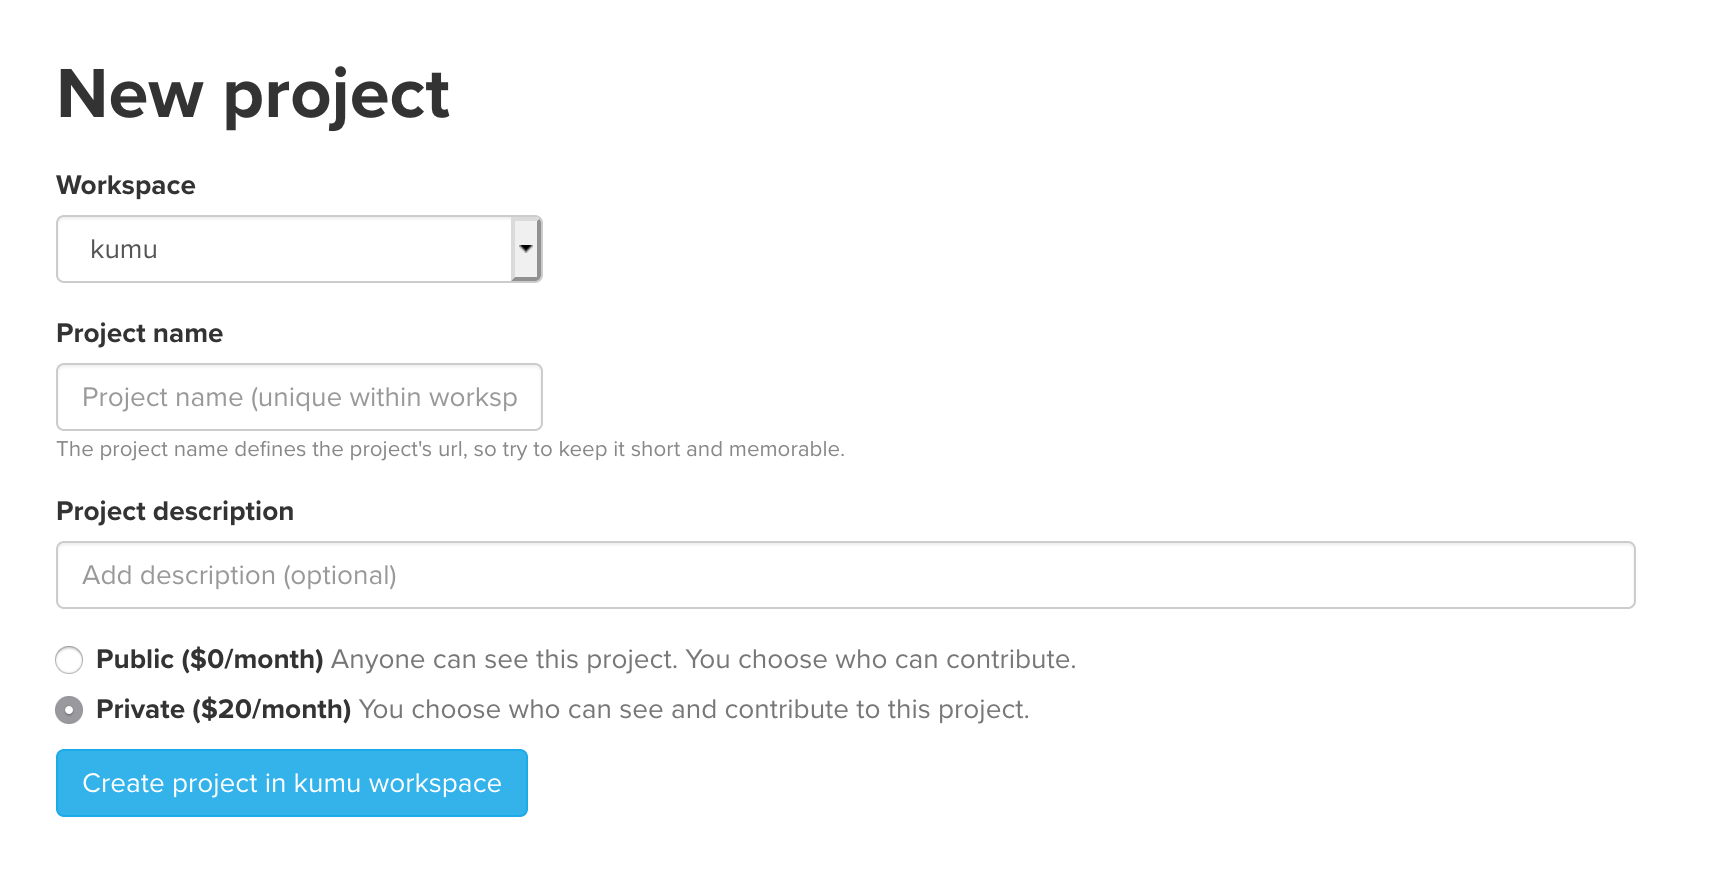 New project
Workspace
kumu
Project name
Project name (unique within worksp
The project name defines the project's url, so try to keep it short and memorable.
Project description
Add description (optional)
Public ($0/month) Anyone can see this project. You choose who can contribute.
Private ($20/month) You choose who can see and contribute to this project.
Create project in kumu workspace